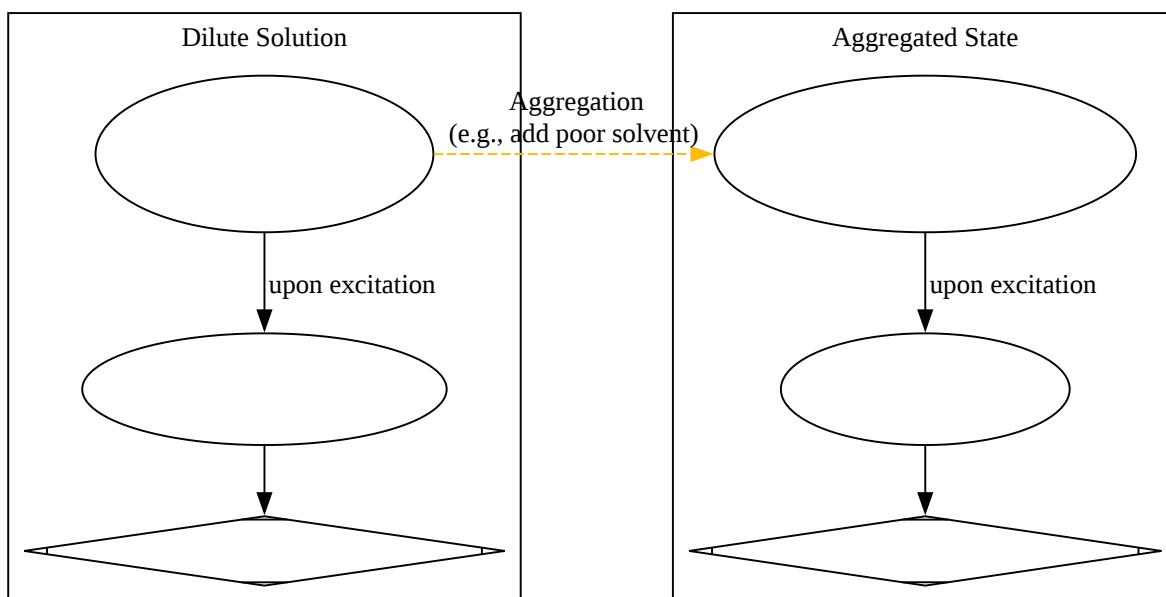 Dilute Solution
Aggregated State
Aggregation
(e.g., add poor solvent)
upon excitation
upon excitation